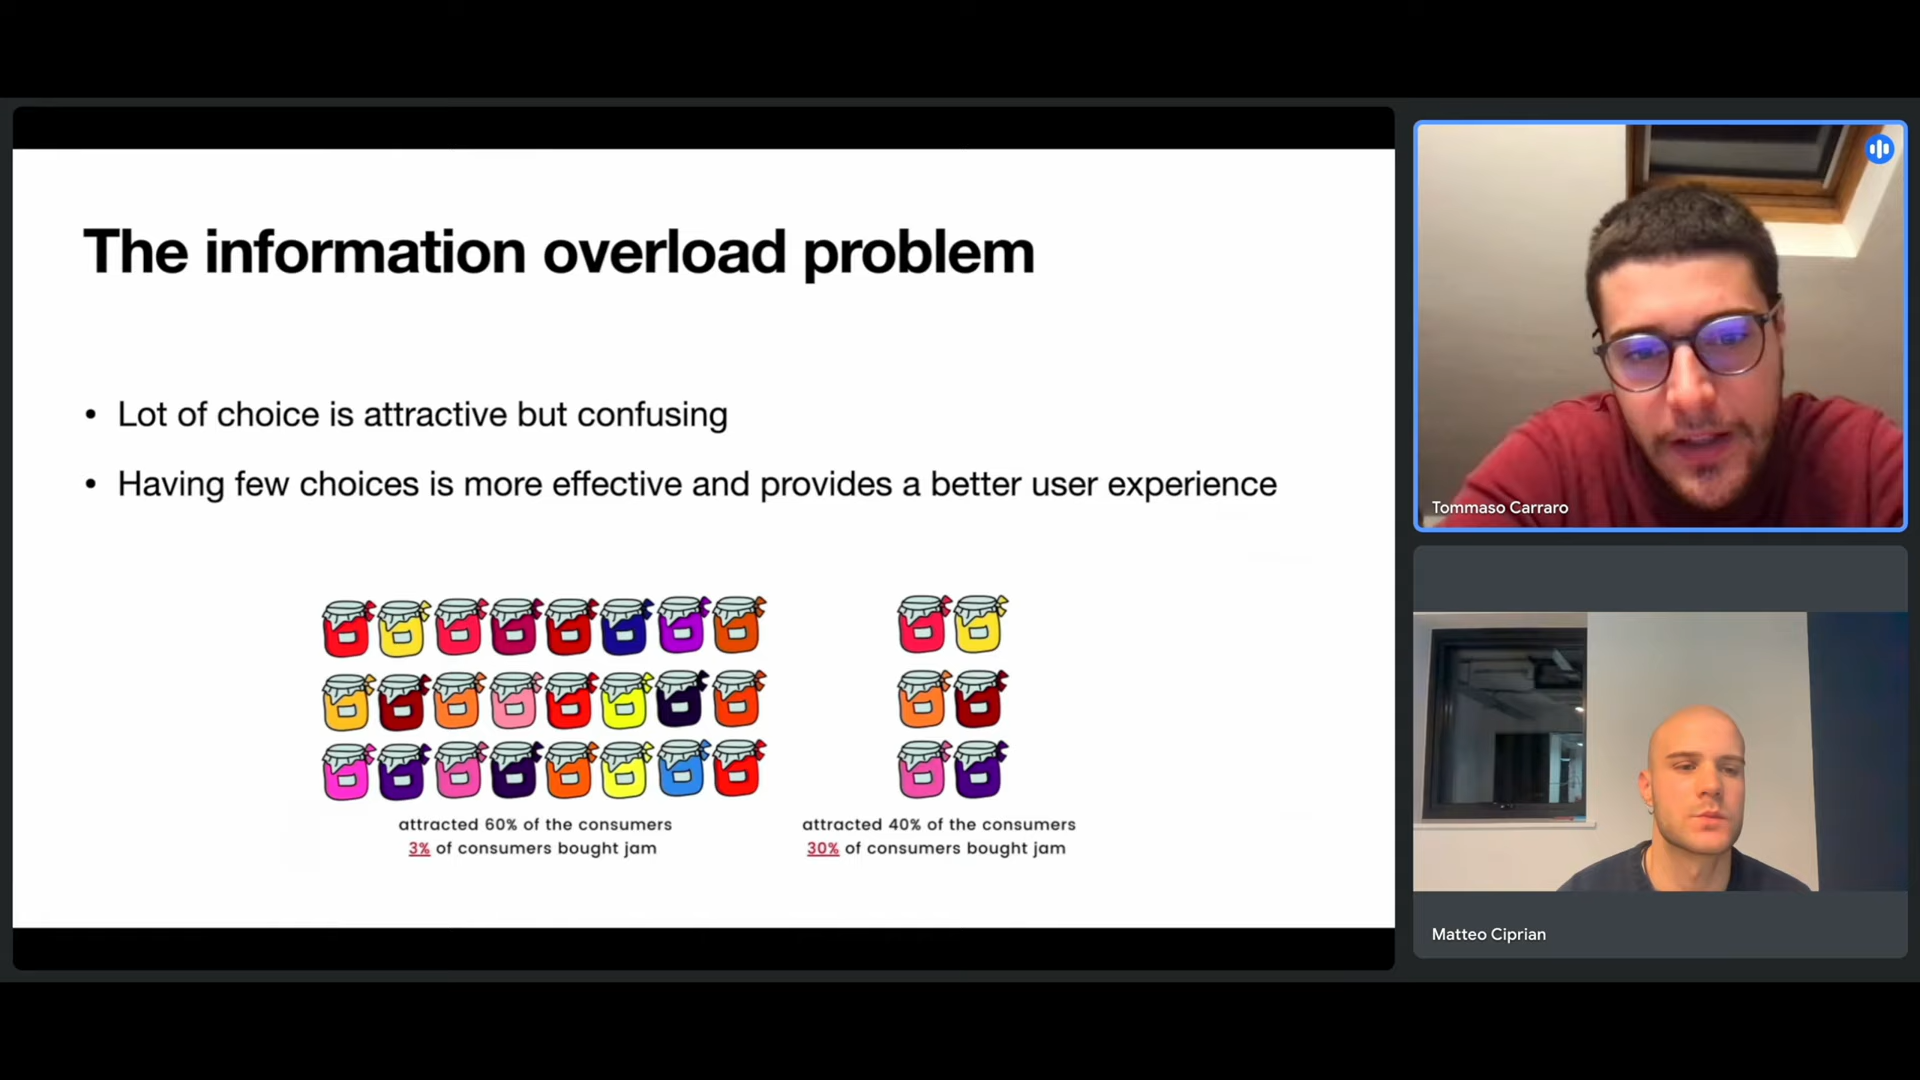 The information overload problem
• Lot of choice is attractive but confusing
• Having few choices is more effective and provides a better user experience
attracted 60% of the consumers
3% of consumers bought jam
attracted 40% of the consumers
30% of consumers bought jam
Tommaso Carraro
Matteo Ciprian